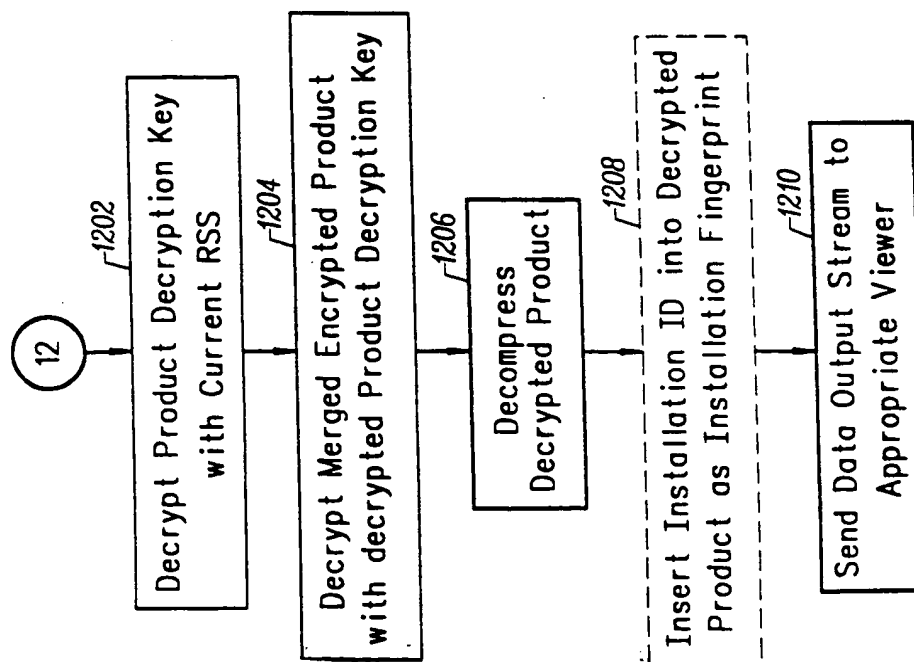 12
1202
Decrypt Product Decryption Key
with Current RSS
1204
Decrypt Merged Encrypted Product
with decrypted Product Decryption Key
1206
Decompress
Decrypted Product
1208
Insert Installation ID into Decrypted
Product as Installation Fingerprint
1210
Send Data Output Stream to
Appropriate Viewer